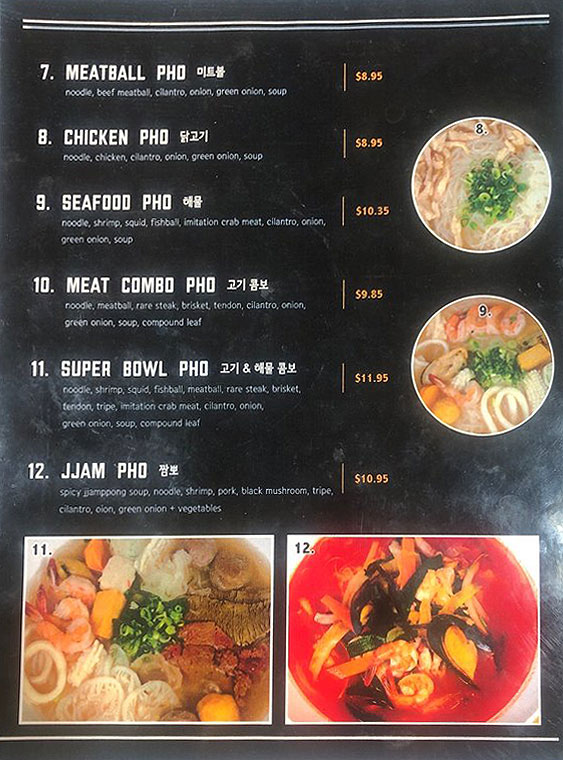 7. MEATBALL PHO 미트볼 $8.95
noodle, beef meatball, cilantro, onion, green onion, soup
8. CHICKEN PHO 닭고기 $8.95
noodle, chicken, cilantro, onion, green onion, soup
8.
9. SEAFOOD PHO 해물 $10.35
noodle, shrimp, squid, fishball, imitation crab meat, cilantro, onion,
green onion, soup
10. MEAT COMBO PHO 고기 콤보 $9.85
noodle, meatball, rare steak, brisket, tendon, cilantro, onion,
green onion, soup, compound leaf
9.
11. SUPER BOWL PHO 고기 & 해물 콤보 $11.95
noodle, shrimp, squid, fishball, meatball, rare steak, brisket,
tendon, tripe, imitation crab meat, cilantro, onion,
green onion, soup, compound leaf
12. JJAM PHO 짬뽀 $10.95
spicy jjamppong soup, noodle, shrimp, pork, black mushroom, tripe,
cilantro, oion, green onion + vegetables
11.
12.